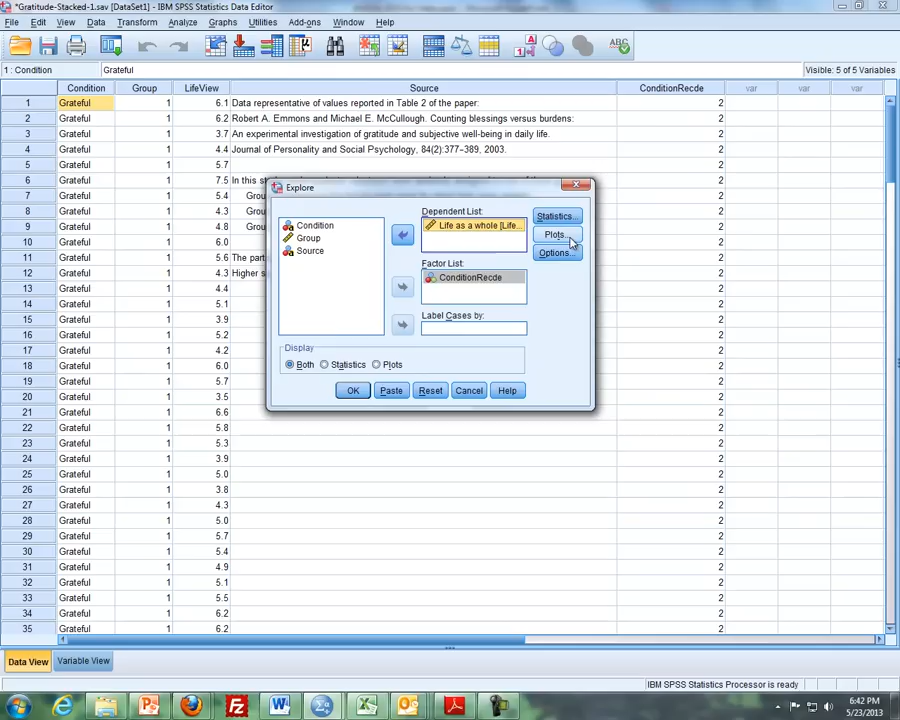 *Gratitude-Stacked-1.sav [DataSet1] - IBM SPSS Statistics Data Editor
File Edit View Data Transform Analyze Graphs Utilities Add-ons Window Help
1 : Condition Grateful Visible: 5 of 5 Variables
Condition Group LifeView Source ConditionRecde var var var
1 Grateful 1 6.1 Data representative of values reported in Table 2 of the paper: 2
2 Grateful 1 6.2 Robert A. Emmons and Michael E. McCullough. Counting blessings versus burdens: 2
3 Grateful 1 3.7 An experimental investigation of gratitude and subjective well-being in daily life. 2
4 Grateful 1 4.4 Journal of Personality and Social Psychology, 84(2):377-389, 2003. 2
5 Grateful 1 5.7 2
6 Grateful 1 7.5 In this 2
7 Grateful 1 5.4 Grou 2
8 Grateful 1 4.3 Grou 2
9 Grateful 1 4.8 Grou 2
10 Grateful 1 6.0 2
11 Grateful 1 5.6 The part 2
12 Grateful 1 4.3 Higher s 2
13 Grateful 1 4.4 2
14 Grateful 1 5.1 2
15 Grateful 1 3.9 2
16 Grateful 1 5.2 2
17 Grateful 1 4.2 2
18 Grateful 1 6.0 2
19 Grateful 1 5.7 2
20 Grateful 1 3.5 2
21 Grateful 1 6.6 2
22 Grateful 1 5.8 2
23 Grateful 1 5.3 2
24 Grateful 1 3.9 2
25 Grateful 1 5.0 2
26 Grateful 1 3.8 2
27 Grateful 1 4.3 2
28 Grateful 1 5.0 2
29 Grateful 1 5.7 2
30 Grateful 1 5.4 2
31 Grateful 1 4.9 2
32 Grateful 1 5.1 2
33 Grateful 1 5.5 2
34 Grateful 1 6.2 2
35 Grateful 1 6.2 2
Explore
Condition
Group
Source
Dependent List:
Life as a whole [Life...
Factor List:
ConditionRecde
Label Cases by:
Statistics...
Plots...
Options...
Display
Both Statistics Plots
OK Paste Reset Cancel Help
Data View Variable View
IBM SPSS Statistics Processor is ready
6:42 PM
5/23/2013